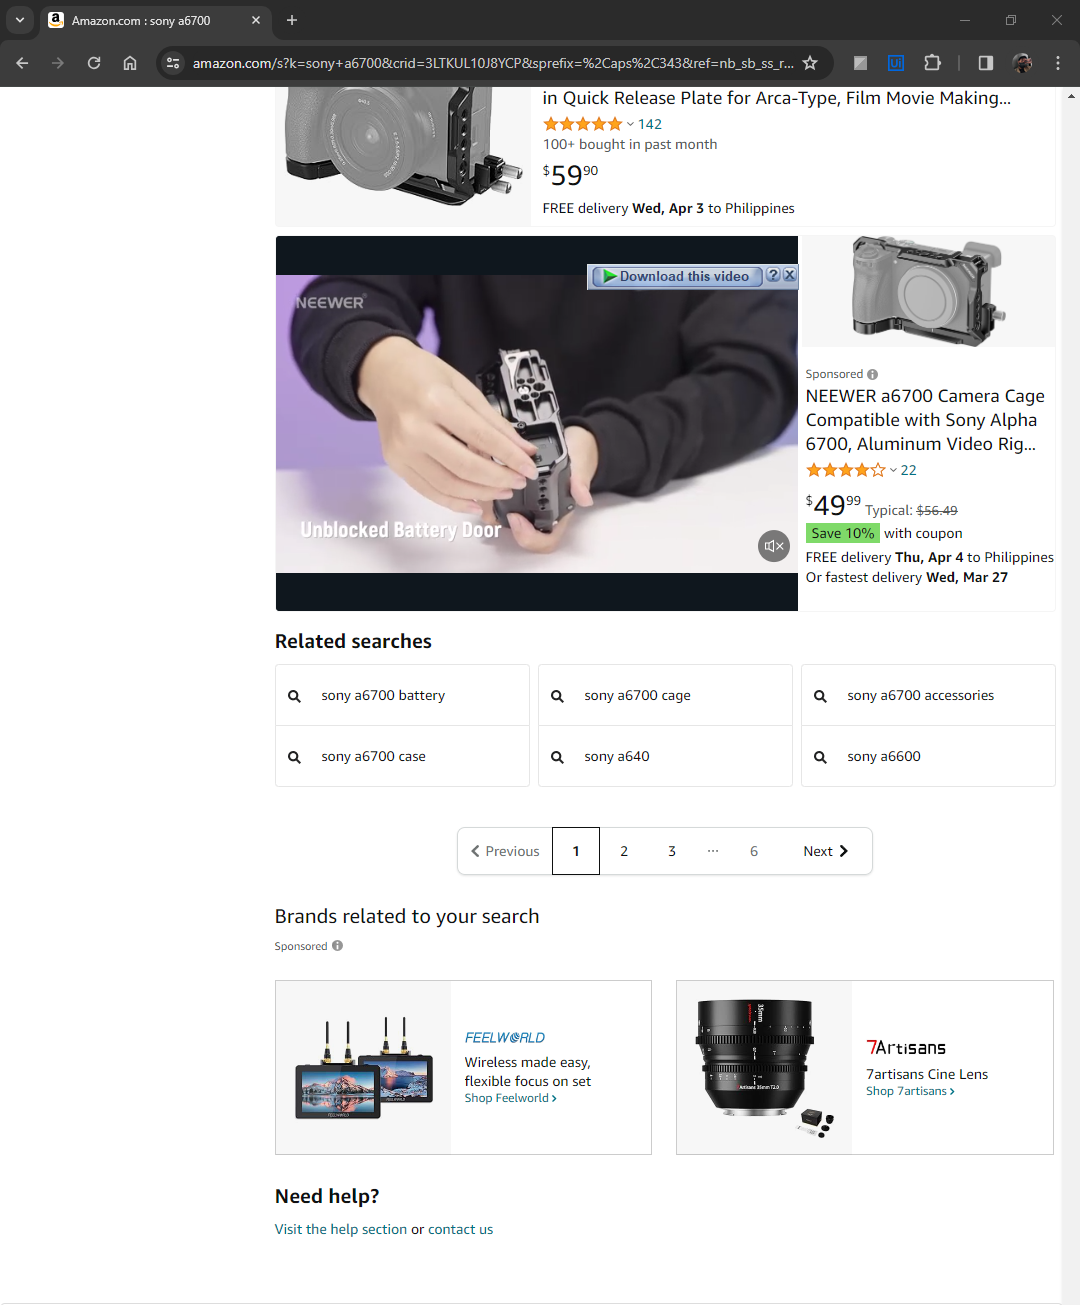 Amazon.com : sony a6700
amazon.com/s?k=sony+a6700&crid=3LTKUL10J8YCP&sprefix=%2Caps%2C343&ref=nb_sb_ss_r...
in Quick Release Plate for Arca-Type, Film Movie Making...
142
100+ bought in past month
$59 90
FREE delivery Wed, Apr 3 to Philippines
Download this video ? X
NEEWER
Unblocked Battery Door
Sponsored
NEEWER a6700 Camera Cage
Compatible with Sony Alpha
6700, Aluminum Video Rig...
22
$49 99 Typical: $56.49
Save 10% with coupon
FREE delivery Thu, Apr 4 to Philippines
Or fastest delivery Wed, Mar 27
Related searches
sony a6700 battery
sony a6700 cage
sony a6700 accessories
sony a6700 case
sony a640
sony a6600
Previous 1 2 3 ... 6 Next
Brands related to your search
Sponsored
FEELWORLD
Wireless made easy,
flexible focus on set
Shop Feelworld
35mm
7Artisans
7artisans Cine Lens
Shop 7artisans
Need help?
Visit the help section or contact us